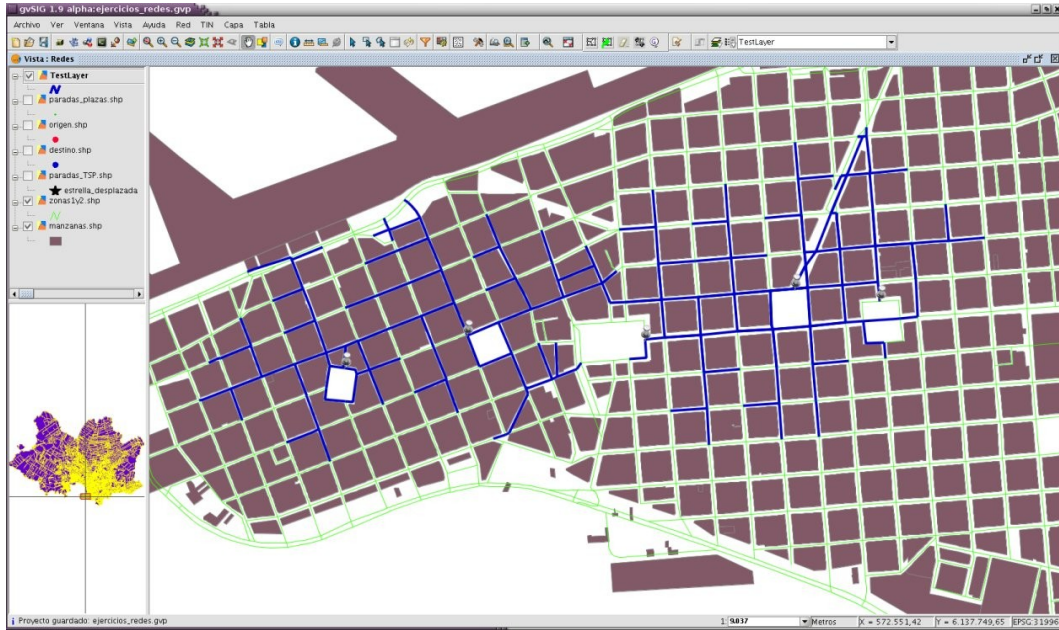 gvSIG 1.9 alpha:ejercicios_redes.gvp
Archivo Ver Ventana Vista Ayuda Red TIN Capa Tabla
TestLayer
Vista : Redes
TestLayer
paradas_plazas.shp
origen.shp
destino.shp
paradas_TSP.shp
estrella_desplazada
zonas1y2.shp
manzanas.shp
Proyecto guardado: ejercicios_redes.gvp
1: 9.037
Metros
X = 572.551,42
Y = 6.137.749,65
EPSG:31996